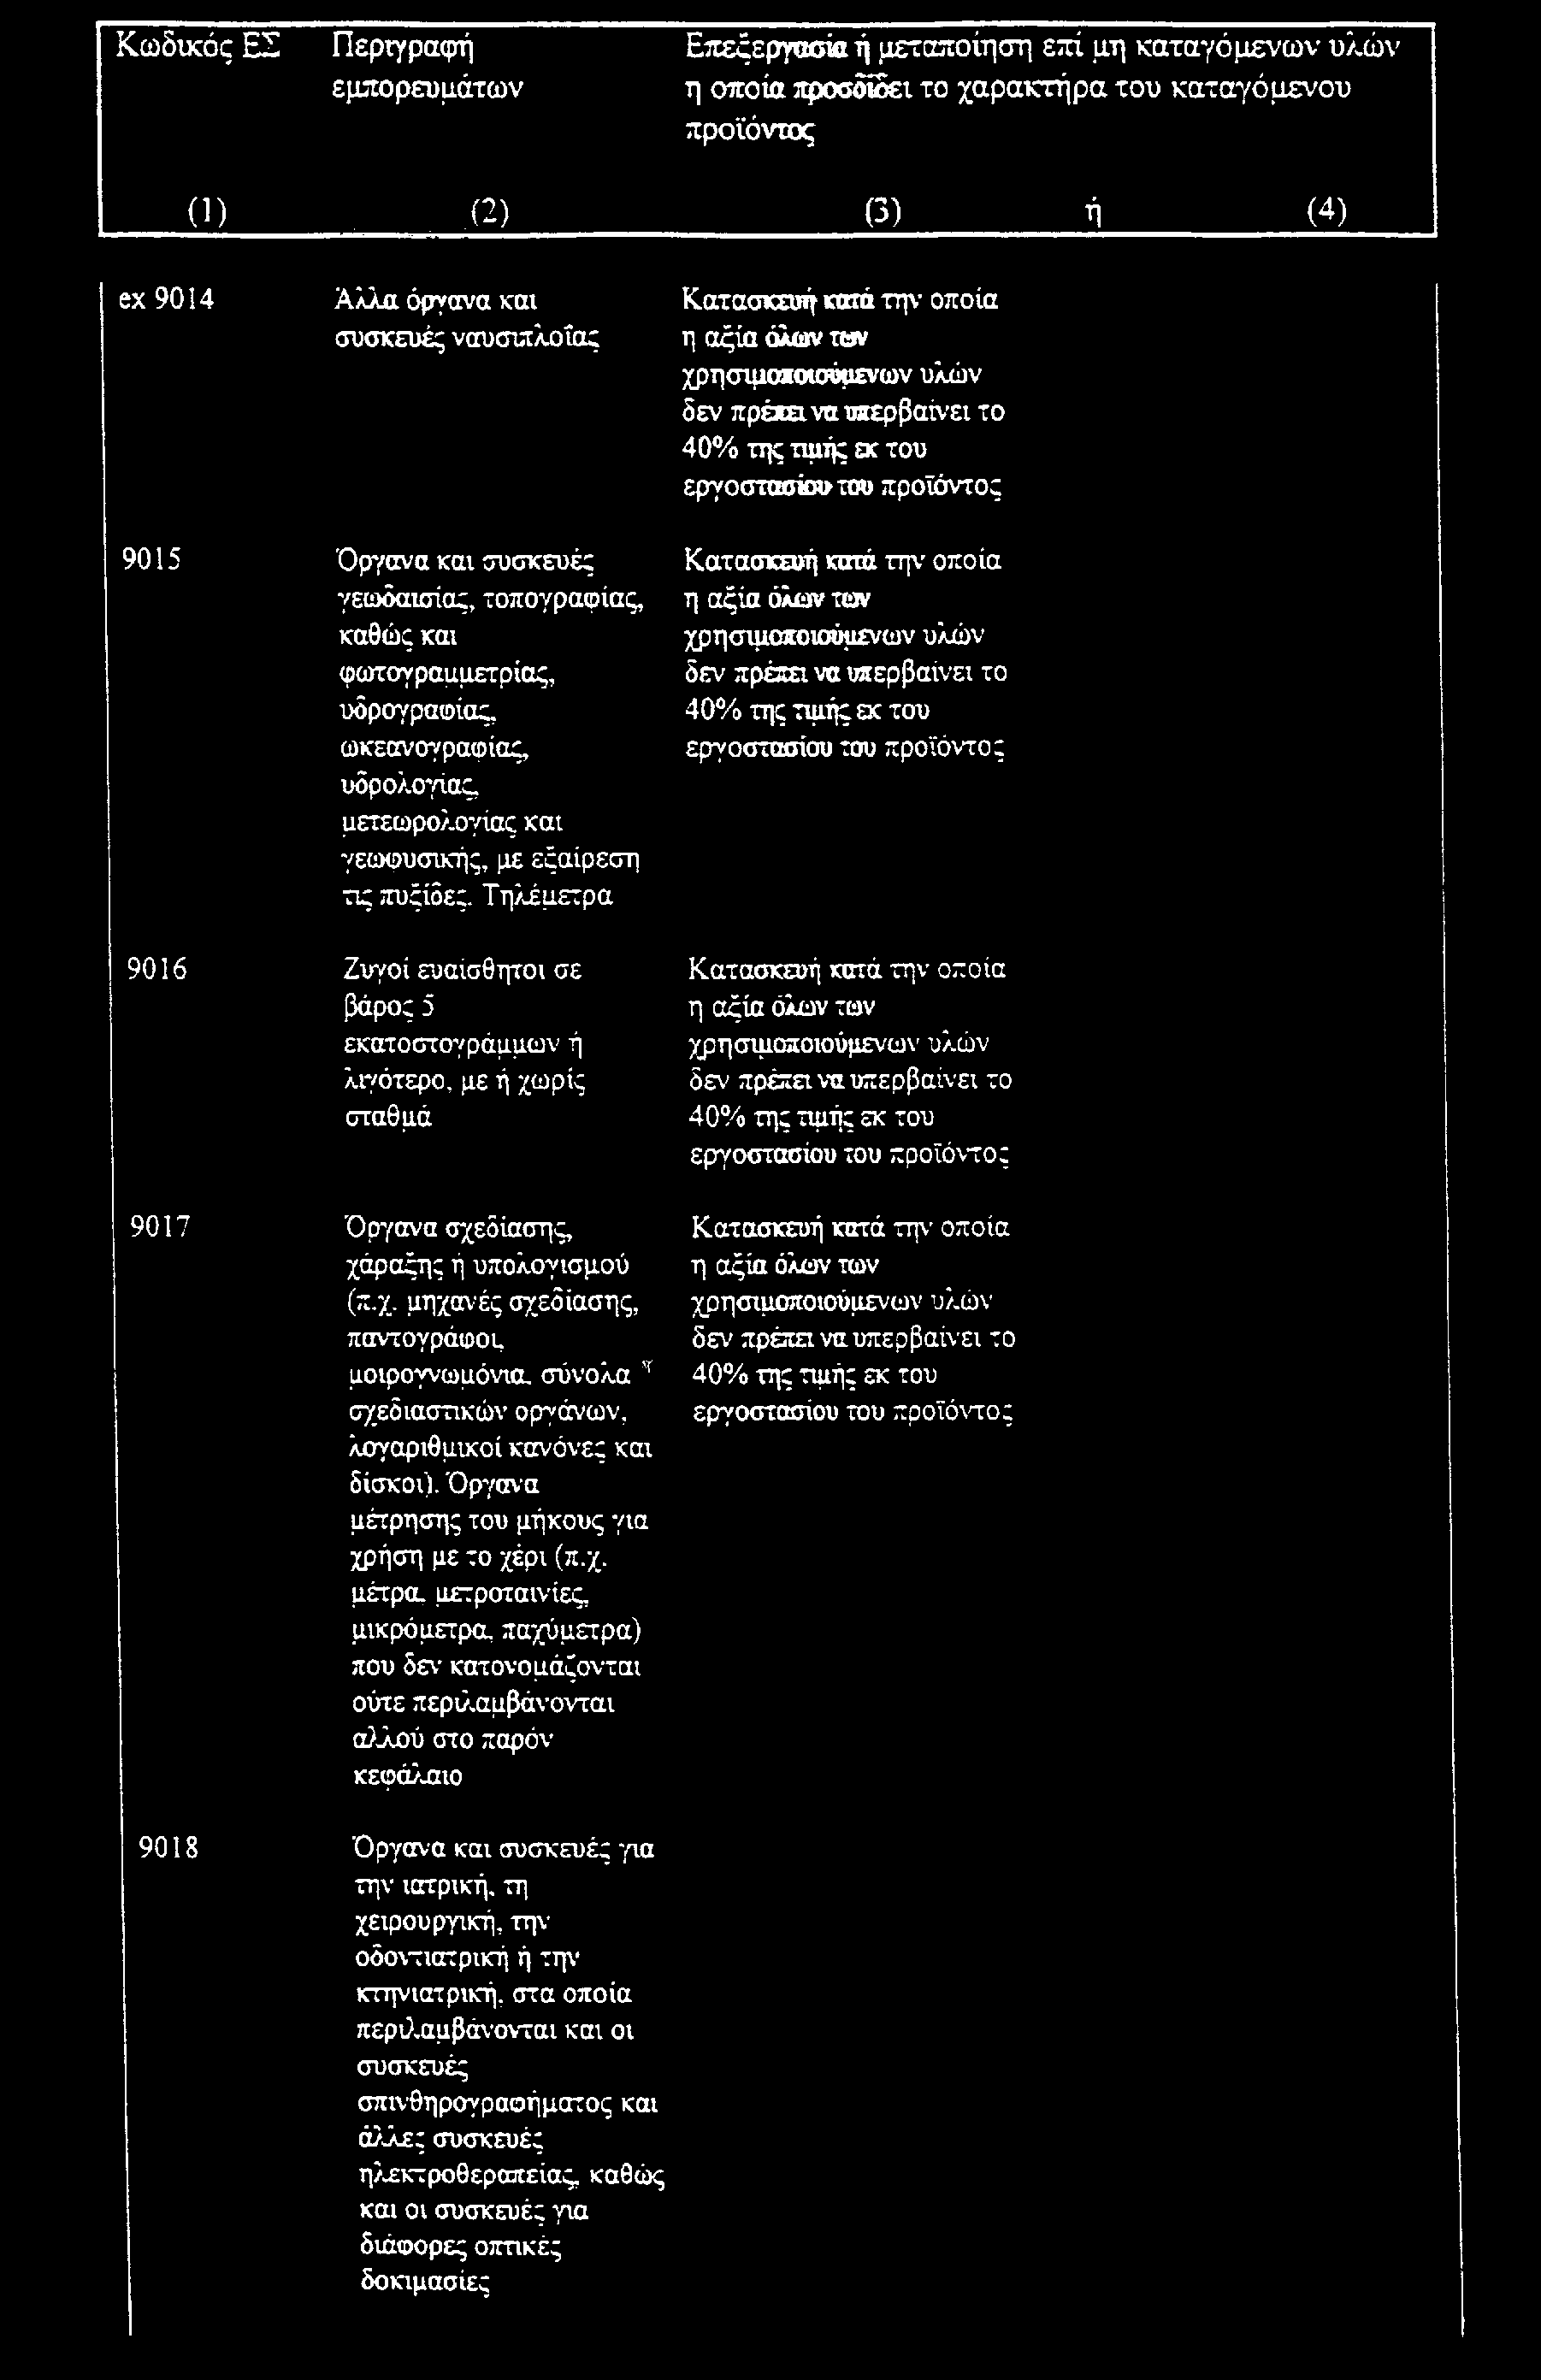 Κωδικός ΕΣ Περιγραφή Επεξεργασία ή μεταποίηση επί μη καταγόμενων υλών
εμπορευμάτων η οποία προσδίδει το χαρακτήρα του καταγόμενου
προϊόντος
(1) (2) (3) ή (4)
ex 9014 Άλλα όργανα και Κατασκευή κατά την οποία
συσκευές ναυσιπλοΐας η αξία όλων των
χρησιμοποιούμενων υλών
δεν πρέπει να υπερβαίνει το
40% της τιμής εκ του
εργοστασίου του προϊόντος
9015 Όργανα και συσκευές Κατασκευή κατά την οποία
γεωδαισίας, τοπογραφίας, η αξία όλων των
καθώς και χρησιμοποιούμενων υλών
φωτογραμμετρίας, δεν πρέπει να υπερβαίνει το
υδρογραφίας, 40% της τιμής εκ του
ωκεανογραφίας, εργοστασίου του προϊόντος
υδρολογίας,
μετεωρολογίας και
γεωφυσικής, με εξαίρεση
τις πυξίδες. Τηλέμετρα
9016 Ζυγοί ευαίσθητοι σε Κατασκευή κατά την οποία
βάρος 5 η αξία όλων των
εκατοστογράμμων ή χρησιμοποιούμενων υλών
λιγότερο, με ή χωρίς δεν πρέπει να υπερβαίνει το
σταθμά 40% της τιμής εκ του
εργοστασίου του προϊόντος
9017 Όργανα σχεδίασης, Κατασκευή κατά την οποία
χάραξης ή υπολογισμού η αξία όλων των
(π.χ. μηχανές σχεδίασης, χρησιμοποιούμενων υλών
παντογράφοι, δεν πρέπει να υπερβαίνει το
μοιρογνωμόνια, σύνολα 40% της τιμής εκ του
σχεδιαστικών οργάνων, εργοστασίου του προϊόντος
λογαριθμικοί κανόνες και
δίσκοι). Όργανα
μέτρησης του μήκους για
χρήση με το χέρι (π.χ.
μέτρα, μετροταινίες,
μικρόμετρα, παχύμετρα)
που δεν κατονομάζονται
ούτε περιλαμβάνονται
αλλού στο παρόν
κεφάλαιο
9018 Όργανα και συσκευές για
την ιατρική, τη
χειρουργική, την
οδοντιατρική ή την
κτηνιατρική, στα οποία
περιλαμβάνονται και οι
συσκευές
σπινθηρογραφήματος και
άλλες συσκευές
ηλεκτροθεραπείας, καθώς
και οι συσκευές για
διάφορες οπτικές
δοκιμασίες